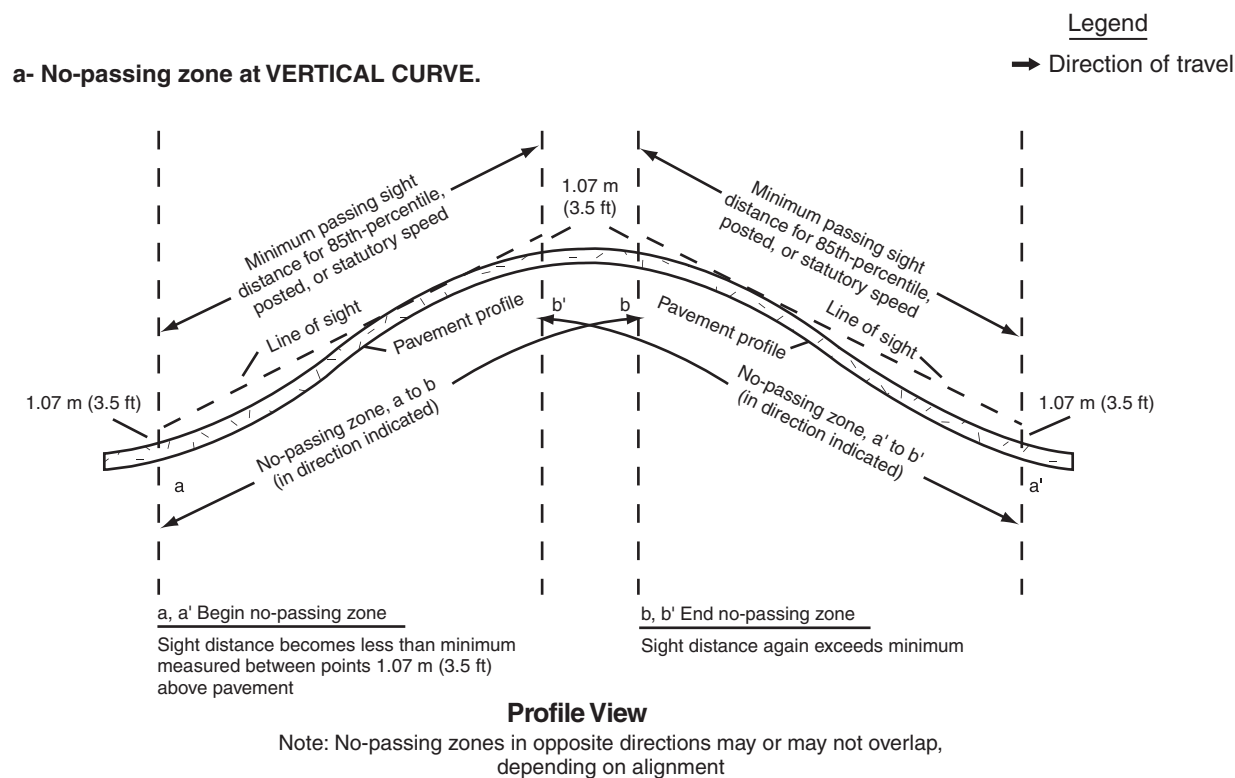 Legend
Direction of travel
a- No-passing zone at VERTICAL CURVE.
Minimum passing sight
distance for 85th-percentile,
posted, or statutory speed
1.07 m
(3.5 ft)
Minimum passing sight
distance for 85th-percentile,
posted, or statutory speed
Line of sight
Pavement profile
b'
b
Pavement profile
Line of sight
1.07 m (3.5 ft)
No-passing zone, a to b
(in direction indicated)
No-passing zone, a' to b'
(in direction indicated)
1.07 m (3.5 ft)
a
a'
a, a' Begin no-passing zone
Sight distance becomes less than minimum
measured between points 1.07 m (3.5 ft)
above pavement
b, b' End no-passing zone
Sight distance again exceeds minimum
Profile View
Note: No-passing zones in opposite directions may or may not overlap,
depending on alignment